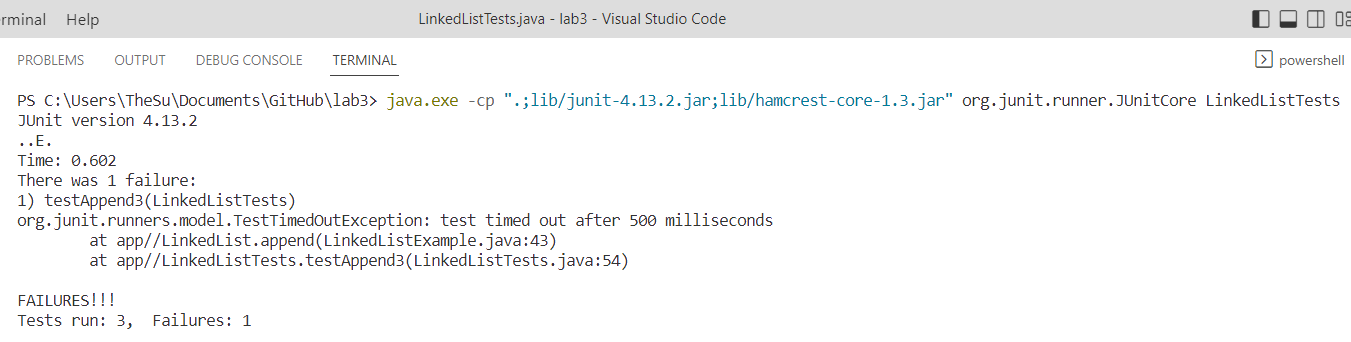 erminal Help LinkedListTests.java - lab3 - Visual Studio Code
PROBLEMS OUTPUT DEBUG CONSOLE TERMINAL powershell
PS C:\Users\TheSu\Documents\GitHub\lab3> java.exe -cp ".;lib/junit-4.13.2.jar;lib/hamcrest-core-1.3.jar" org.junit.runner.JUnitCore LinkedListTests
JUnit version 4.13.2
..E.
Time: 0.602
There was 1 failure:
1) testAppend3(LinkedListTests)
org.junit.runners.model.TestTimedOutException: test timed out after 500 milliseconds
        at app//LinkedList.append(LinkedListExample.java:43)
        at app//LinkedListTests.testAppend3(LinkedListTests.java:54)
FAILURES!!!
Tests run: 3,  Failures: 1